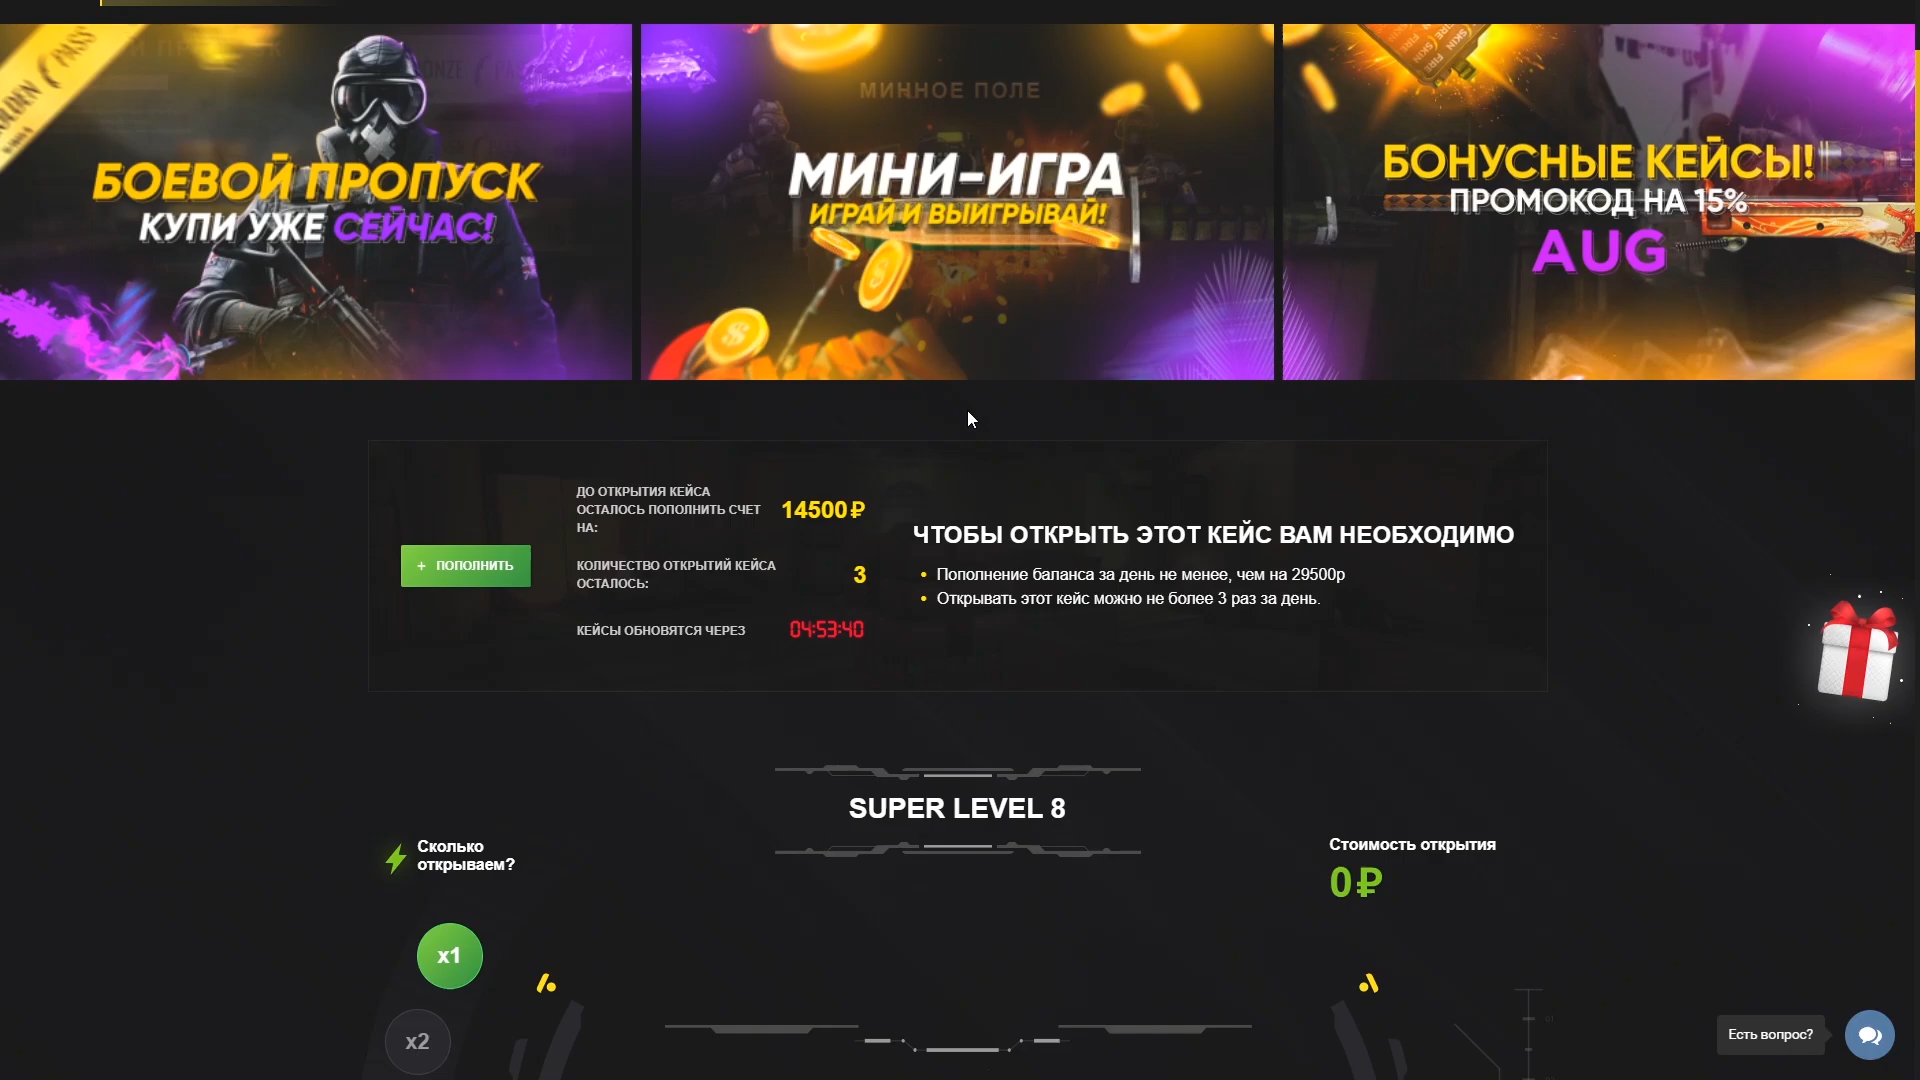 GOLDEN PASS
БОЕВОЙ ПРОПУСК
КУПИ УЖЕ СЕЙЧАС!
МИННОЕ ПОЛЕ
МИНИ-ИГРА
ИГРАЙ И ВЫИГРЫВАЙ!
БОНУСНЫЕ КЕЙСЫ!
ПРОМОКОД НА 15%
AUG
ДО ОТКРЫТИЯ КЕЙСА
ОСТАЛОСЬ ПОПОЛНИТЬ СЧЕТ
НА:
14500 ₽
+ ПОПОЛНИТЬ
КОЛИЧЕСТВО ОТКРЫТИЙ КЕЙСА
ОСТАЛОСЬ:
3
КЕЙСЫ ОБНОВЯТСЯ ЧЕРЕЗ
04:53:40
ЧТОБЫ ОТКРЫТЬ ЭТОТ КЕЙС ВАМ НЕОБХОДИМО
• Пополнение баланса за день не менее, чем на 29500р
• Открывать этот кейс можно не более 3 раз за день.
SUPER LEVEL 8
Сколько
открываем?
Стоимость открытия
0 ₽
x1
x2
Есть вопрос?